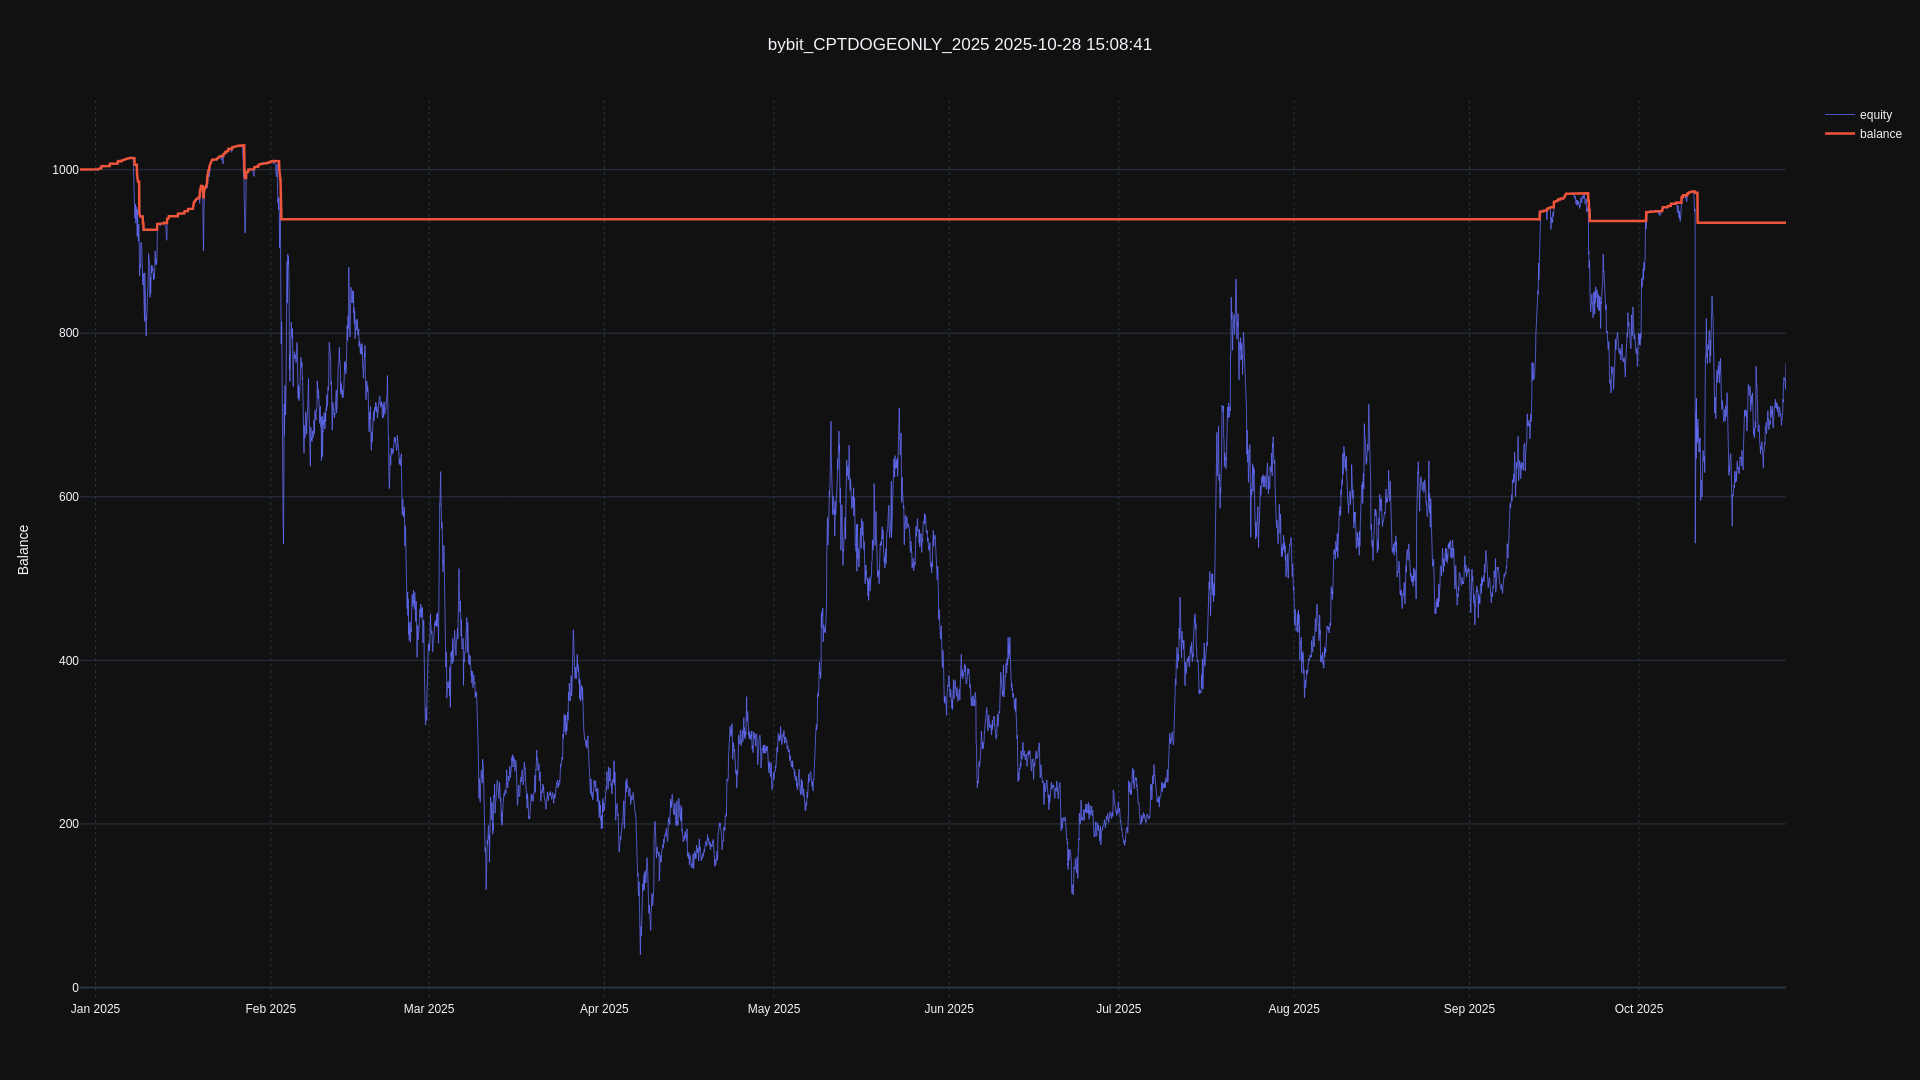 bybit_CPTDOGEONLY_2025 2025-10-28 15:08:41
equity
balance
Balance
1000
800
600
400
200
0
Jan 2025
Feb 2025
Mar 2025
Apr 2025
May 2025
Jun 2025
Jul 2025
Aug 2025
Sep 2025
Oct 2025